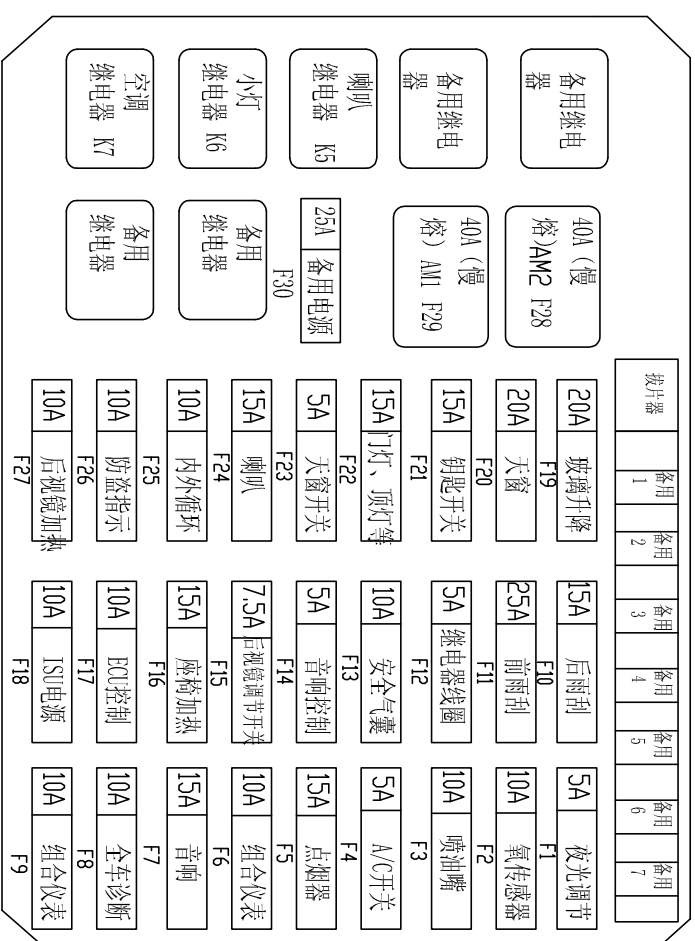 备用继电
器
备用继电
器
喇叭
继电器 K5
小灯
继电器 K6
空调
继电器 K7
40A (慢
熔)AM2 F28
40A (慢
熔) AM1 F29
25A 备用电源
F30
备用
继电器
备用
继电器
拔片器
备用
1
备用
2
备用
3
备用
4
备用
5
备用
6
备用
7
20A 玻璃升降
F19
20A 天窗
F20
15A 钥匙开关
F21
15A 门灯、顶灯等
F22
5A 天窗开关
F23
15A 喇叭
F24
10A 内外循环
F25
10A 防盗指示
F26
10A 后视镜加热
F27
15A 后雨刮
F10
25A 前雨刮
F11
5A 继电器线圈
F12
10A 安全气囊
F13
5A 音响控制
F14
7.5A 后视镜调节开关
F15
15A 座椅加热
F16
10A ECU控制
F17
10A ISU电源
F18
5A 夜光调节
F1
10A 氧传感器
F2
10A 喷油嘴
F3
5A A/C开关
F4
15A 点烟器
F5
10A 组合仪表
F6
15A 音响
F7
10A 全车诊断
F8
10A 组合仪表
F9